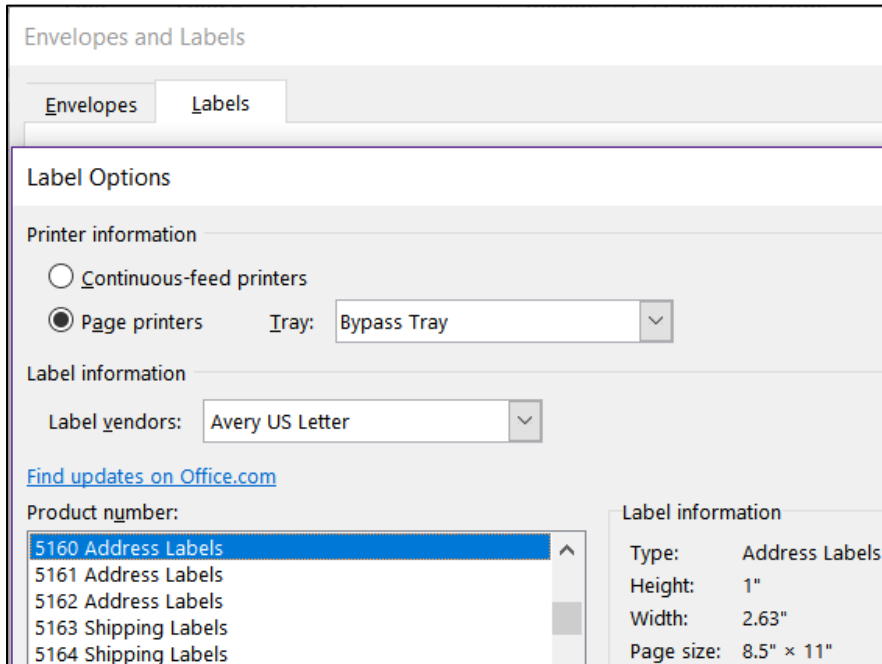 Envelopes and Labels
Envelopes Labels
Label Options
Printer information
Continuous-feed printers
Page printers Tray: Bypass Tray
Label information
Label vendors: Avery US Letter
Find updates on Office.com
Product number:
5160 Address Labels
5161 Address Labels
5162 Address Labels
5163 Shipping Labels
5164 Shipping Labels
Label information
Type: Address Labels
Height: 1"
Width: 2.63"
Page size: 8.5" × 11"